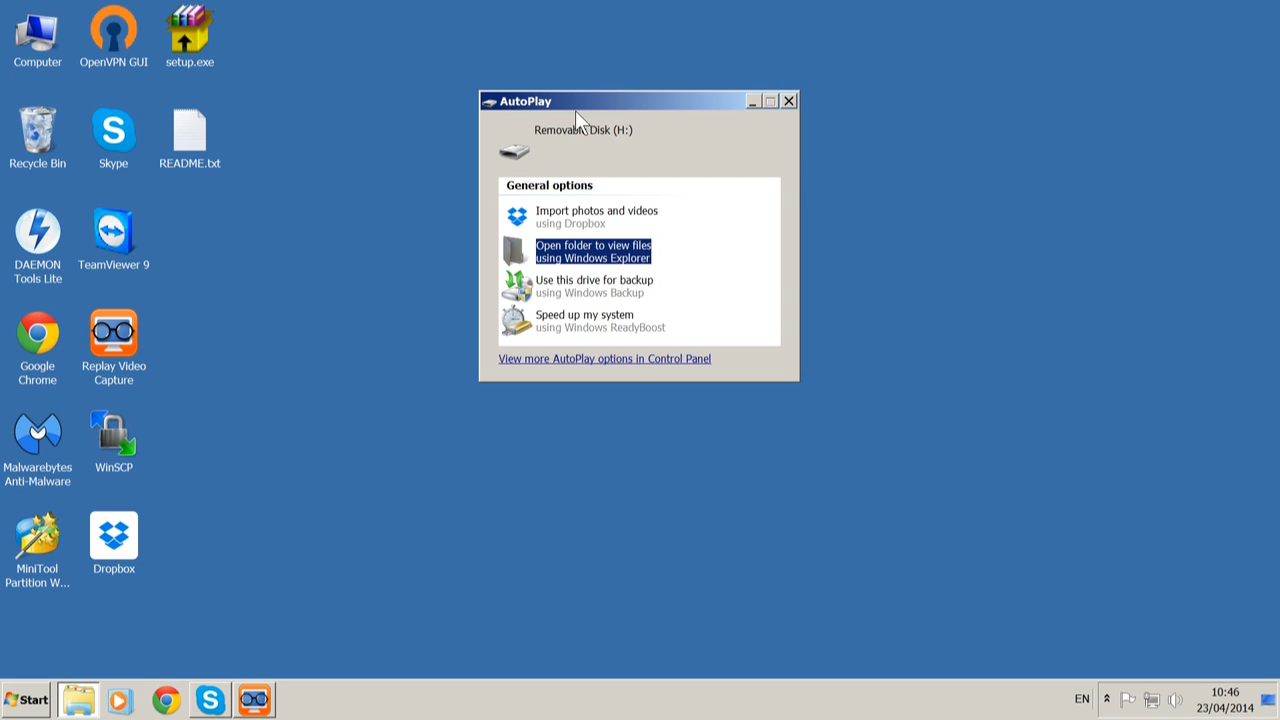 Computer
OpenVPN GUI
setup.exe
Recycle Bin
Skype
README.txt
DAEMON
Tools Lite
TeamViewer 9
Google
Chrome
Replay Video
Capture
Malwarebytes
Anti-Malware
WinSCP
MiniTool
Partition W...
Dropbox
AutoPlay
Removable Disk (H:)
General options
Import photos and videos
using Dropbox
Open folder to view files
using Windows Explorer
Use this drive for backup
using Windows Backup
Speed up my system
using Windows ReadyBoost
View more AutoPlay options in Control Panel
Start
EN
10:46
23/04/2014